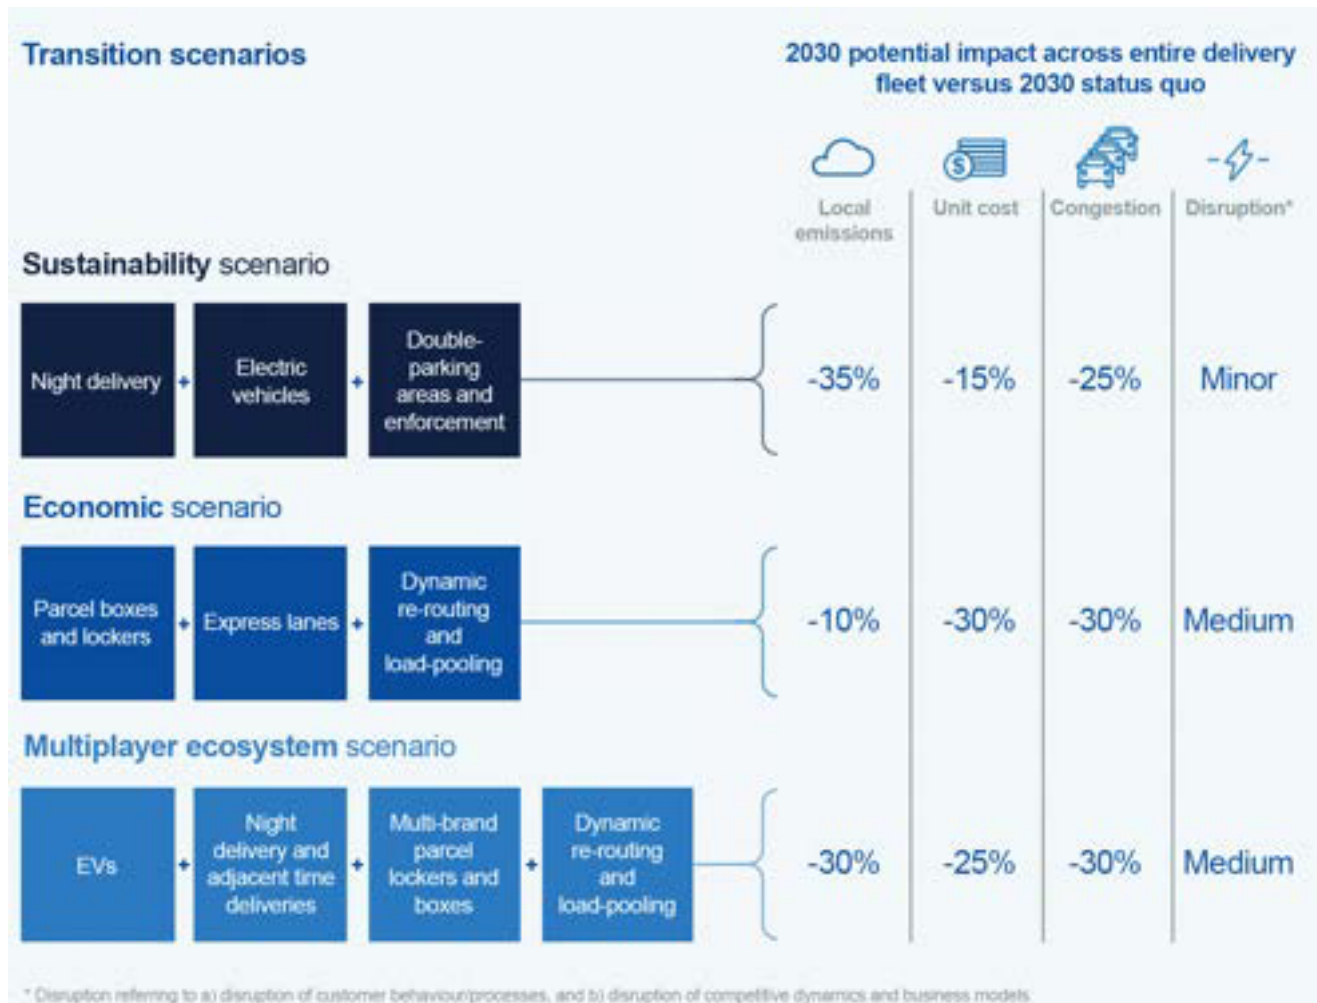 Transition scenarios
2030 potential impact across entire delivery
fleet versus 2030 status quo
Local
emissions
Unit cost
Congestion
Disruption*
Sustainability scenario
Night delivery
+
Electric
vehicles
+
Double-
parking
areas and
enforcement
-35%
-15%
-25%
Minor
Economic scenario
Parcel boxes
and lockers
+
Express lanes
+
Dynamic
re-routing
and
load-pooling
-10%
-30%
-30%
Medium
Multiplayer ecosystem scenario
EVs
+
Night
delivery and
adjacent time
deliveries
+
Multi-brand
parcel
lockers and
boxes
+
Dynamic
re-routing
and
load-pooling
-30%
-25%
-30%
Medium
* Disruption referring to a) disruption of customer behaviour/processes, and b) disruption of competitive dynamics and business models